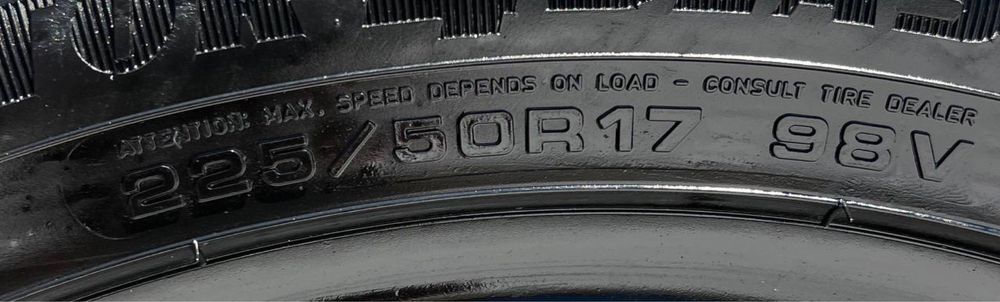 ATTENTION: MAX. SPEED DEPENDS ON LOAD - CONSULT TIRE DEALER
225/50R17 98V